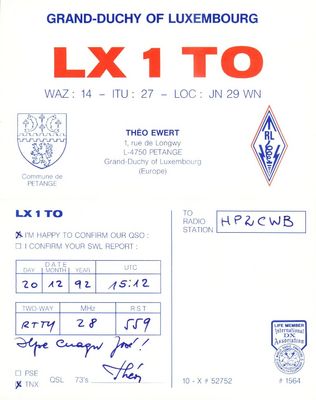 GRAND-DUCHY OF LUXEMBOURG
LX 1 TO
WAZ : 14 - ITU : 27 - LOC : JN 29 WN
THÉO EWERT
1, rue de Longwy
L-4750 PETANGE
Grand-Duchy of Luxembourg
(Europe)
Commune de
PETANGE
RL
LX 1 TO
X I'M HAPPY TO CONFIRM OUR QSO :
I CONFIRM YOUR SWL REPORT :
TO
RADIO
STATION
HP2CWB
DATE
DAY MONTH YEAR UTC
20 12 92 15:12
TWO-WAY MHz RST
RTTY 28 559
PSE
X TNX QSL 73's Théo
LIFE MEMBER
International
DX
Association
10 - X # 52752 # 1564